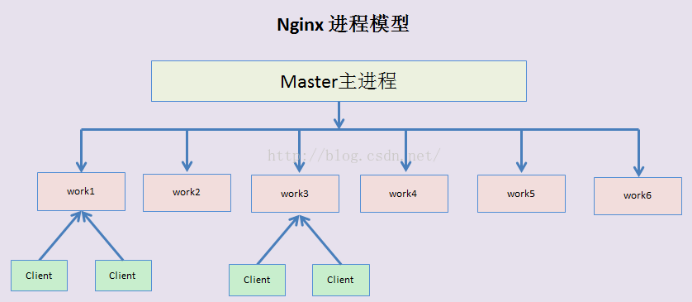 Nginx 进程模型
Master主进程
http://blog.csdn.net/
work1
work2
work3
work4
work5
work6
Client
Client
Client
Client